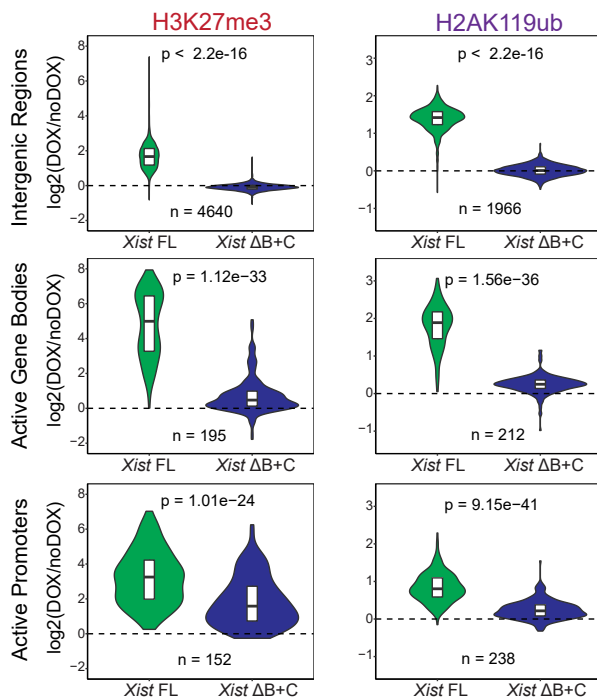 H3K27me3
H2AK119ub
Intergenic Regions
log2(DOX/noDOX)
8
6
4
2
0
−2
p < 2.2e-16
n = 4640
Xist FL
Xist ΔB+C
3
2
1
0
−1
p < 2.2e-16
n = 1966
Xist FL
Xist ΔB+C
Active Gene Bodies
log2(DOX/noDOX)
8
6
4
2
0
−2
p = 1.12e−33
n = 195
Xist FL
Xist ΔB+C
3
2
1
0
−1
p = 1.56e−36
n = 212
Xist FL
Xist ΔB+C
Active Promoters
log2(DOX/noDOX)
8
6
4
2
0
−2
p = 1.01e−24
n = 152
Xist FL
Xist ΔB+C
3
2
1
0
−1
p = 9.15e−41
n = 238
Xist FL
Xist ΔB+C